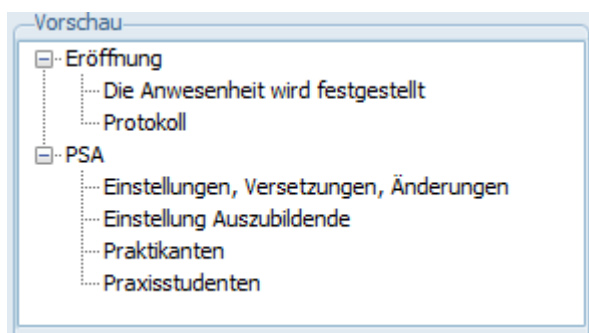 Vorschau
Eröffnung
Die Anwesenheit wird festgestellt
Protokoll
PSA
Einstellungen, Versetzungen, Änderungen
Einstellung Auszubildende
Praktikanten
Praxisstudenten